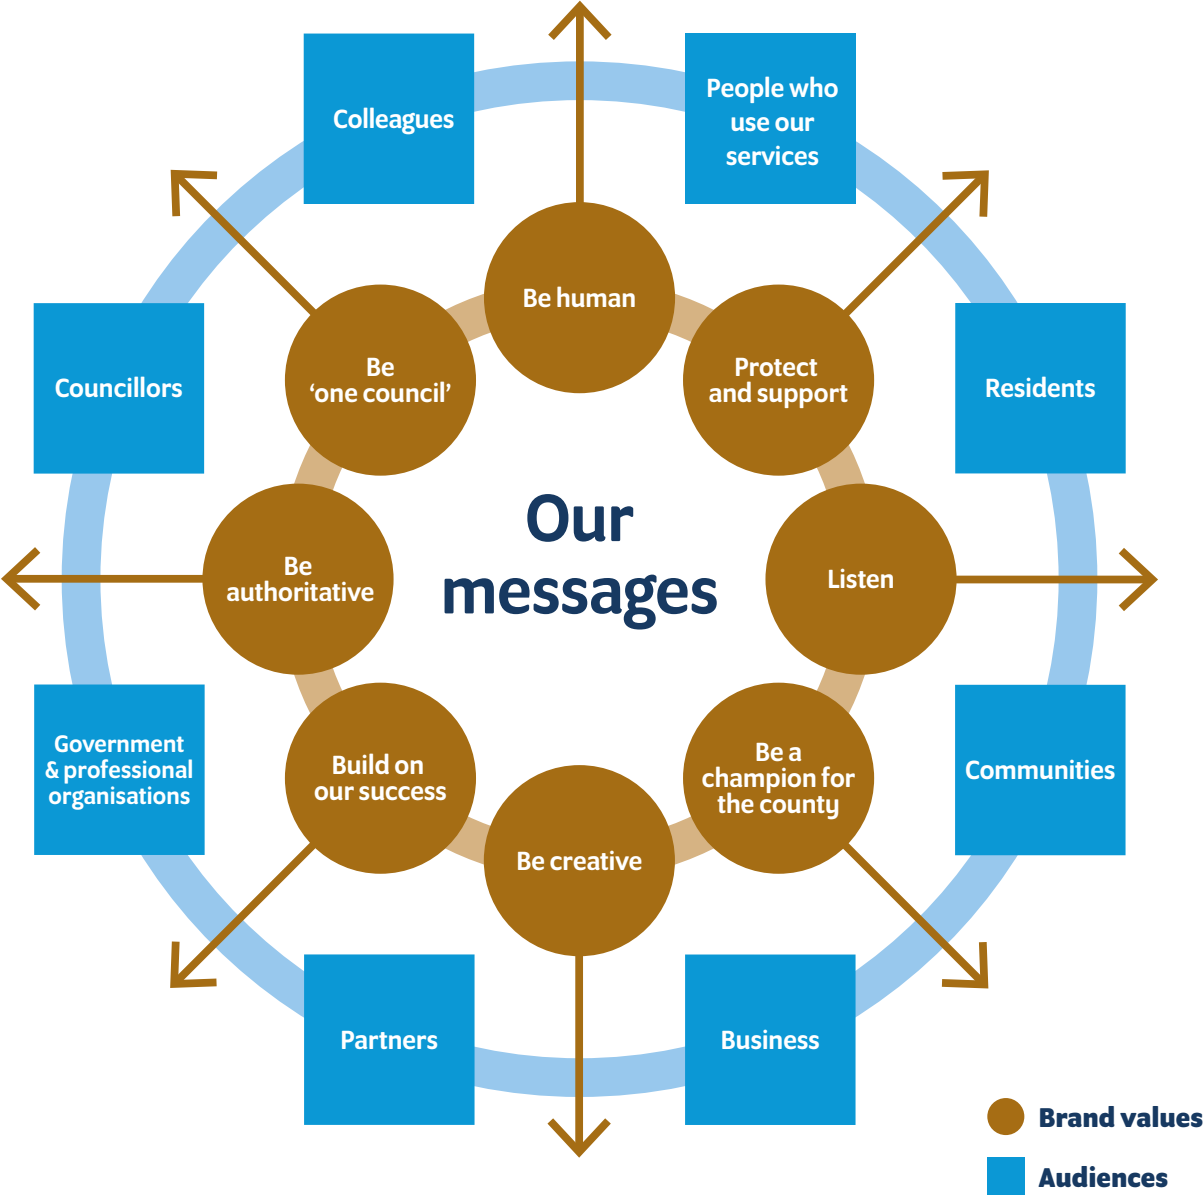 Colleagues
People who
use our
services
Be human
Be
‘one council’
Protect
and support
Councillors
Residents
Our
messages
Be
authoritative
Listen
Government
& professional
organisations
Build on
our success
Be a
champion for
the county
Communities
Be creative
Partners
Business
Brand values
Audiences